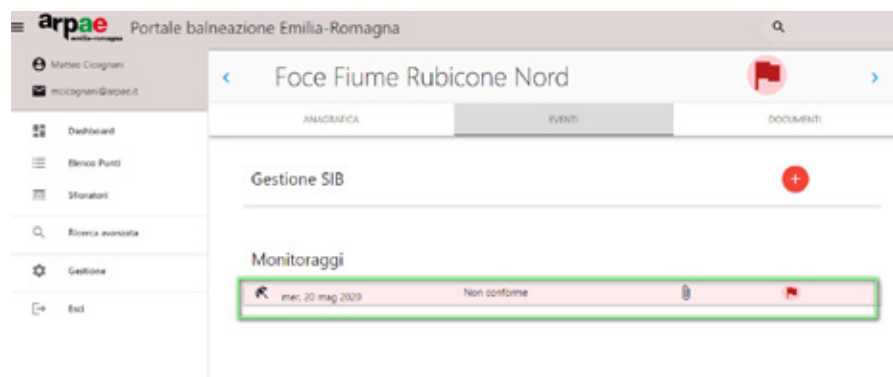 arpae Portale balneazione Emilia-Romagna
emilia-romagna
Matteo Cicognani
mcicognani@arpae.it
Dashboard
Elenco Punti
Sfioratori
Ricerca avanzata
Gestione
Esci
Foce Fiume Rubicone Nord
ANAGRAFICA EVENTI DOCUMENTI
Gestione SIB
Monitoraggi
mer, 20 mag 2020 Non conforme